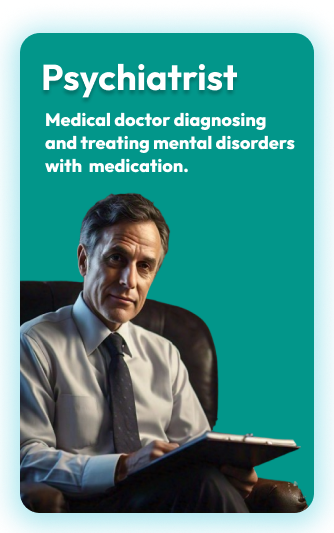 Psychiatrist
Medical doctor diagnosing
and treating mental disorders
with medication.